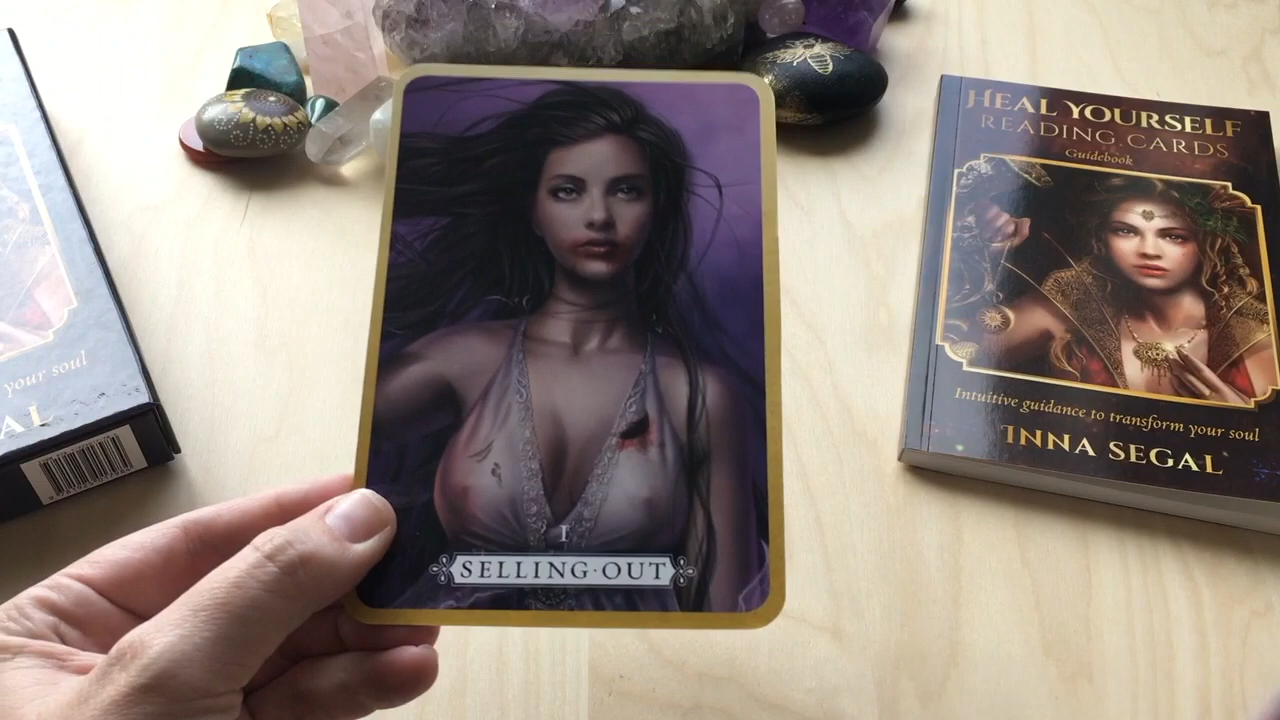 your soul
AL
I
SELLING·OUT
HEAL YOURSELF
READING CARDS
Guidebook
Intuitive guidance to transform your soul
INNA SEGAL